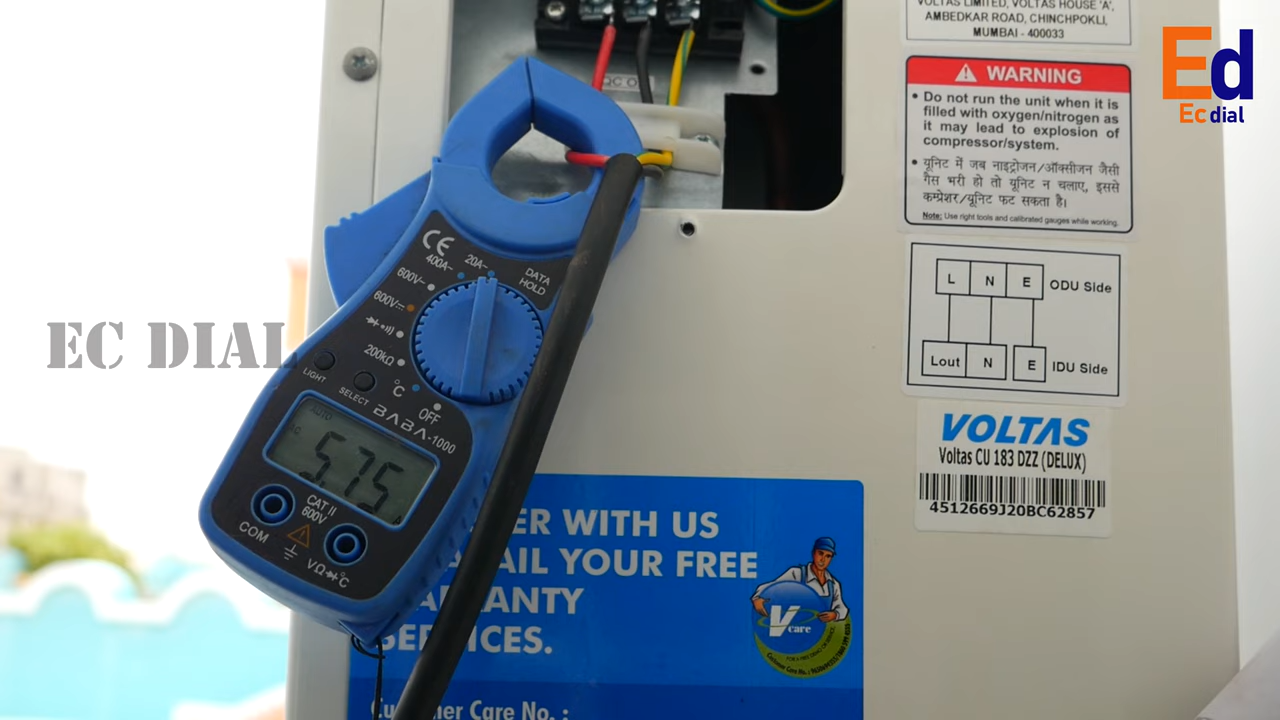 VOLTAS LIMITED, VOLTAS HOUSE 'A',
AMBEDKAR ROAD, CHINCHPOKLI,
MUMBAI - 400033
Ed
Ec dial
WARNING
• Do not run the unit when it is
filled with oxygen/nitrogen as
it may lead to explosion of
compressor/system.
• यूनिट में जब नाइट्रोजन/ऑक्सीजन जैसी
गैस भरी हो तो यूनिट न चलाए, इससे
कम्प्रेशर/यूनिट फट सकता है।
Note: Use right tools and calibrated gauges while working.
L N E ODU Side
Lout N E IDU Side
VOLTAS
Voltas CU 183 DZZ (DELUX)
4512669J20BC62857
EC DIAL
CE
400A~
20A~
DATA
HOLD
600V~
600V
200kΩ
°C
OFF
LIGHT
SELECT
BABA-1000
AUTO
5.75
CAT II
600V
COM
VΩ °C
ER WITH US
AIL YOUR FREE
WARRANTY
SERVICES.
V care
Customer Care No. :